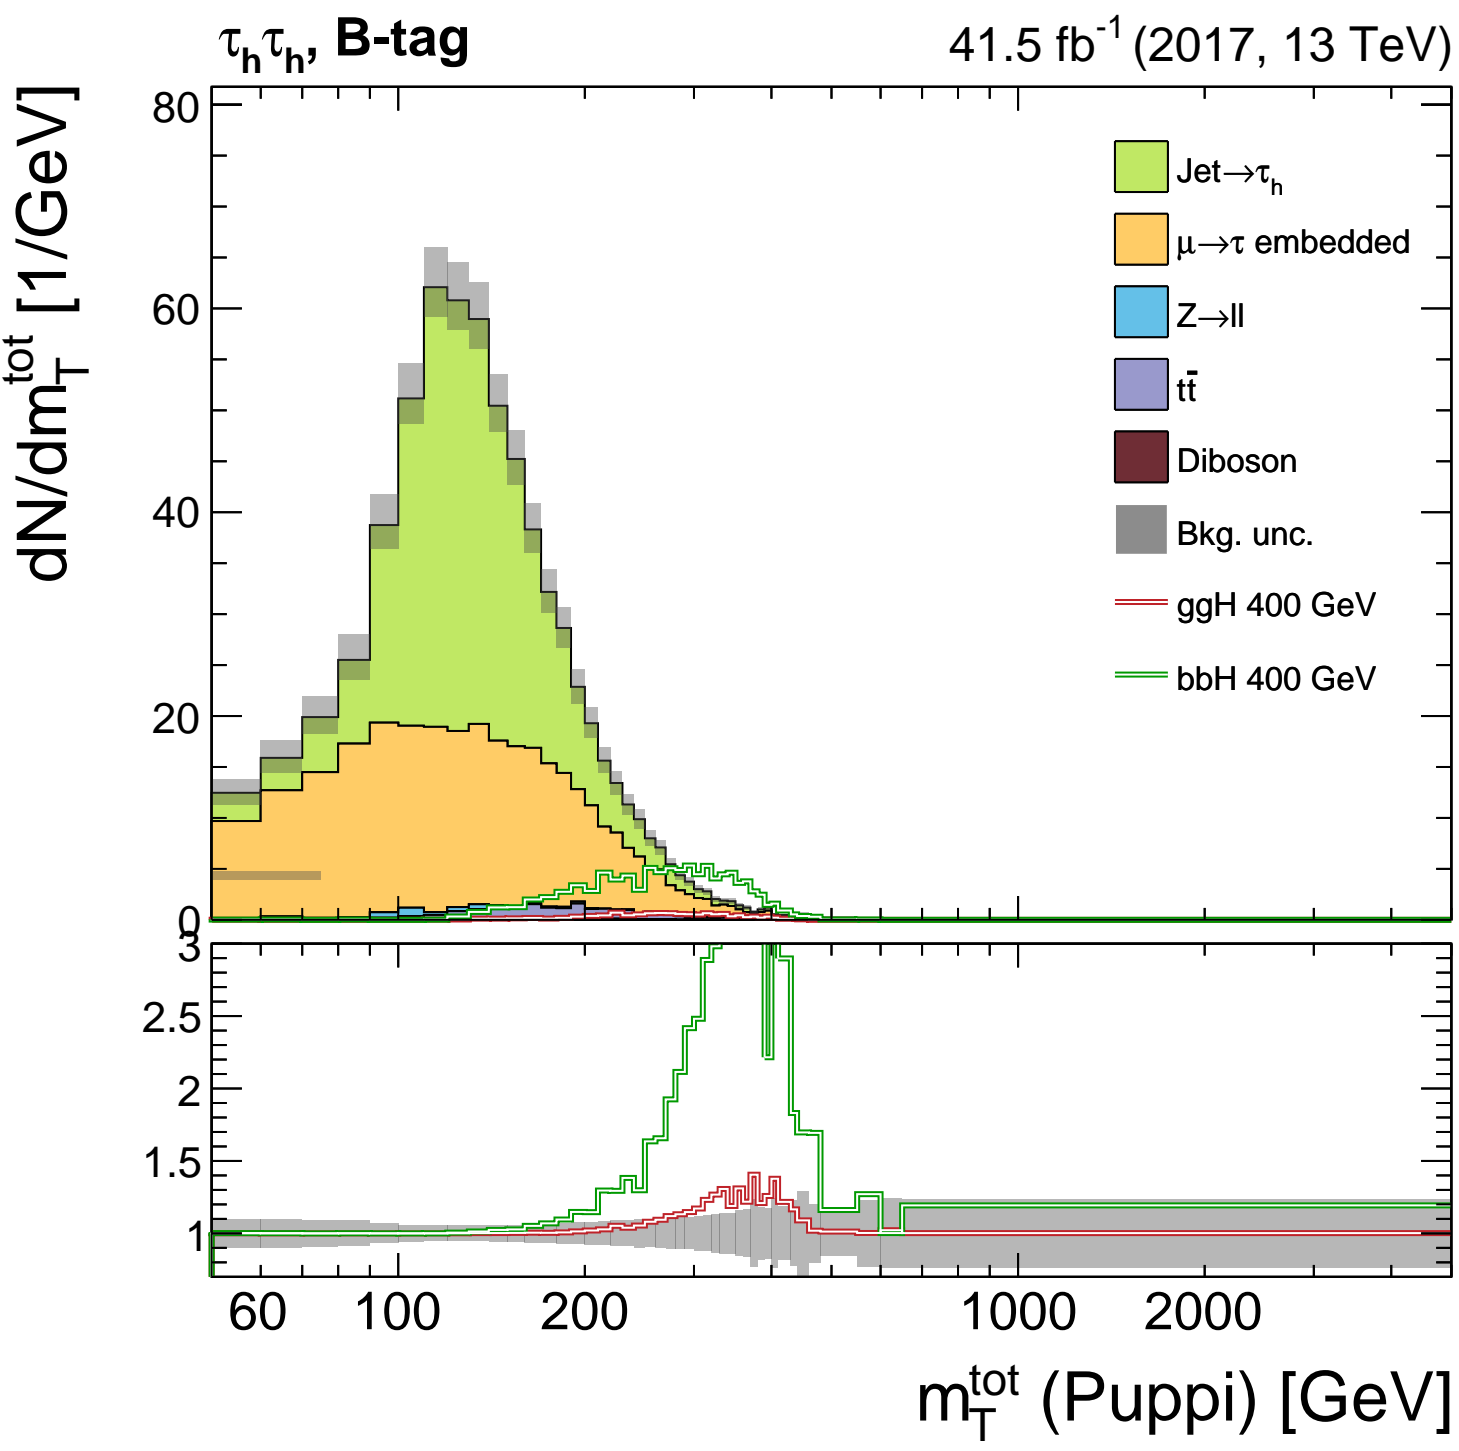 τhτh, B-tag
41.5 fb-1 (2017, 13 TeV)
dN/dmTtot [1/GeV]
80
60
40
20
0
Jet→τh
μ→τ embedded
Z→ll
tt̄
Diboson
Bkg. unc.
ggH 400 GeV
bbH 400 GeV
3
2.5
2
1.5
1
60 100 200 1000 2000
mTtot (Puppi) [GeV]